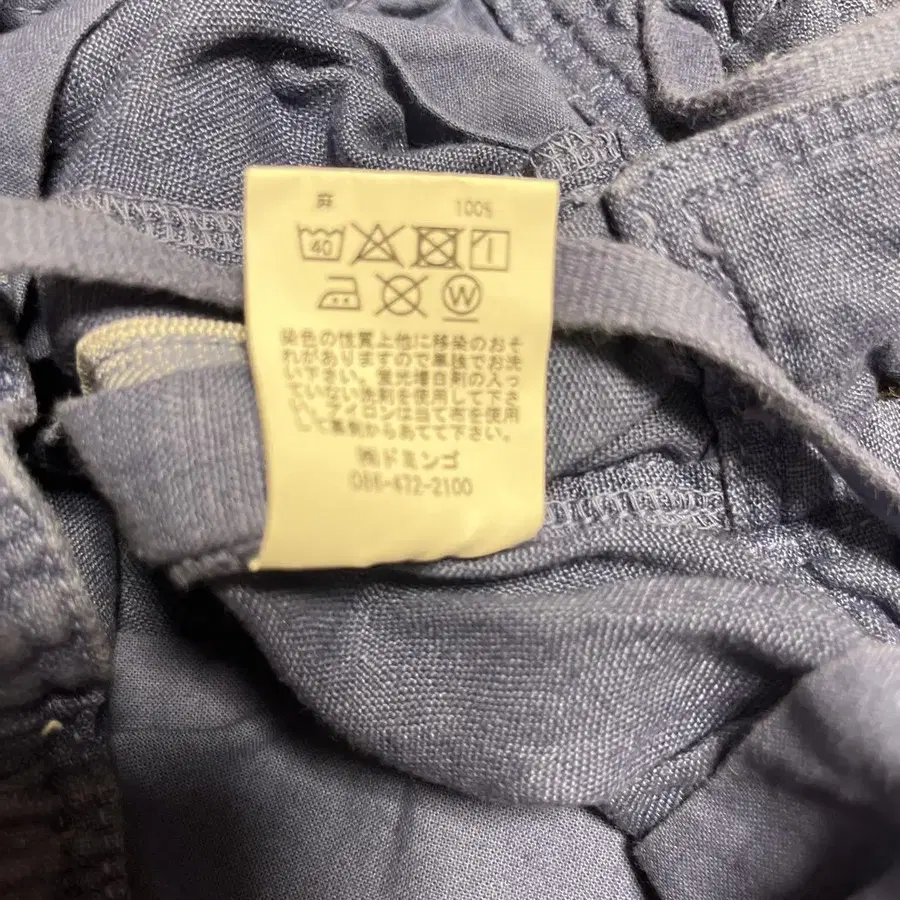 麻 100%
40
W
染色の性質上他に移染のおそ
れがありますので単独でお洗
い下さい。蛍光増白剤の入っ
ていない洗剤を使用して下さ
い。アイロンは当て布を使用
して裏側からあてて下さい。
㈱ドミンゴ
086-472-2100